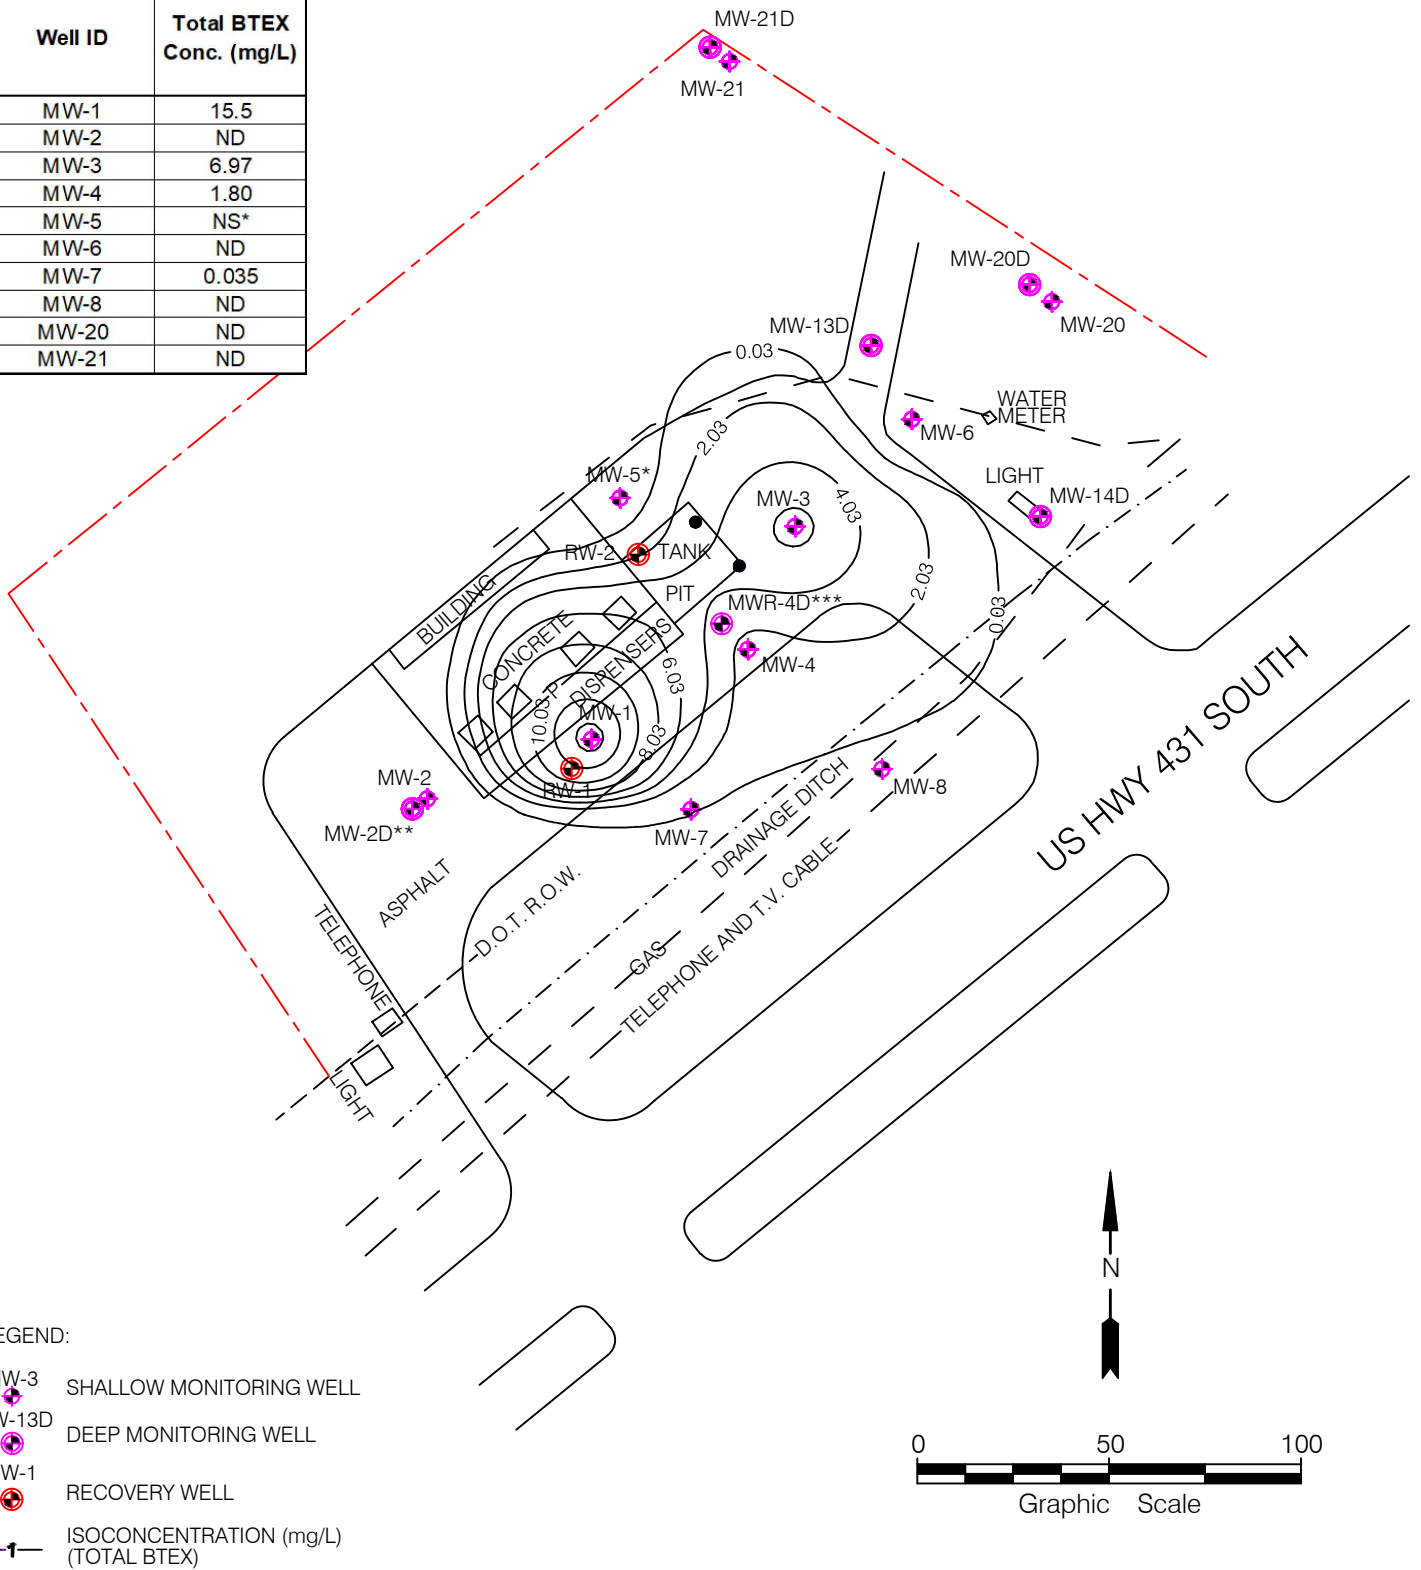 Well ID
Total BTEX
Conc. (mg/L)
MW-1 15.5
MW-2 ND
MW-3 6.97
MW-4 1.80
MW-5 NS*
MW-6 ND
MW-7 0.035
MW-8 ND
MW-20 ND
MW-21 ND
MW-21D
MW-21
MW-20D
MW-20
MW-13D
0.03
WATER
METER
MW-6
2.03
MW-5*
LIGHT
MW-14D
MW-3
4.03
RW-2
TANK
PIT
BUILDING
2.03
MWR-4D***
0.03
CONCRETE
DISPENSERS
MW-4
6.03
P
10.03
MW-1
8.03
RW-1
MW-2
MW-2D**
MW-7
MW-8
DRAINAGE DITCH
US HWY 431 SOUTH
ASPHALT
D.O.T. R.O.W.
GAS
TELEPHONE AND T.V. CABLE
TELEPHONE
LIGHT
N
0 50 100
Graphic Scale
EGEND:
W-3
SHALLOW MONITORING WELL
W-13D
DEEP MONITORING WELL
W-1
RECOVERY WELL
1
ISOCONCENTRATION (mg/L)
(TOTAL BTEX)